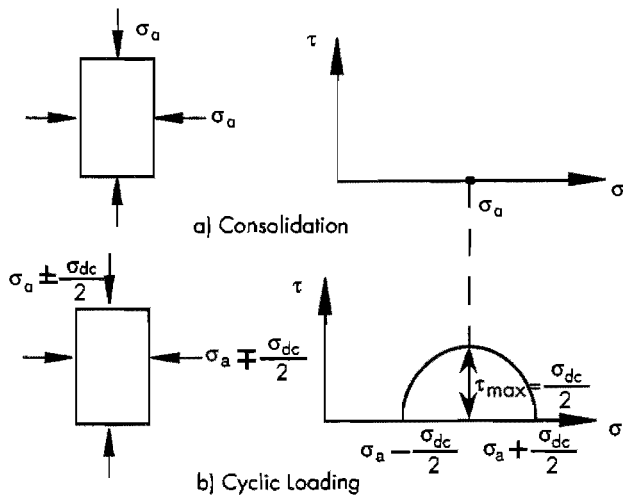 σₐ
τ
σₐ
σ
σₐ
a) Consolidation
σₐ ± σdc/2
τ
σₐ ∓ σdc/2
τmax = σdc/2
σ
σₐ − σdc/2 σₐ + σdc/2
b) Cyclic Loading